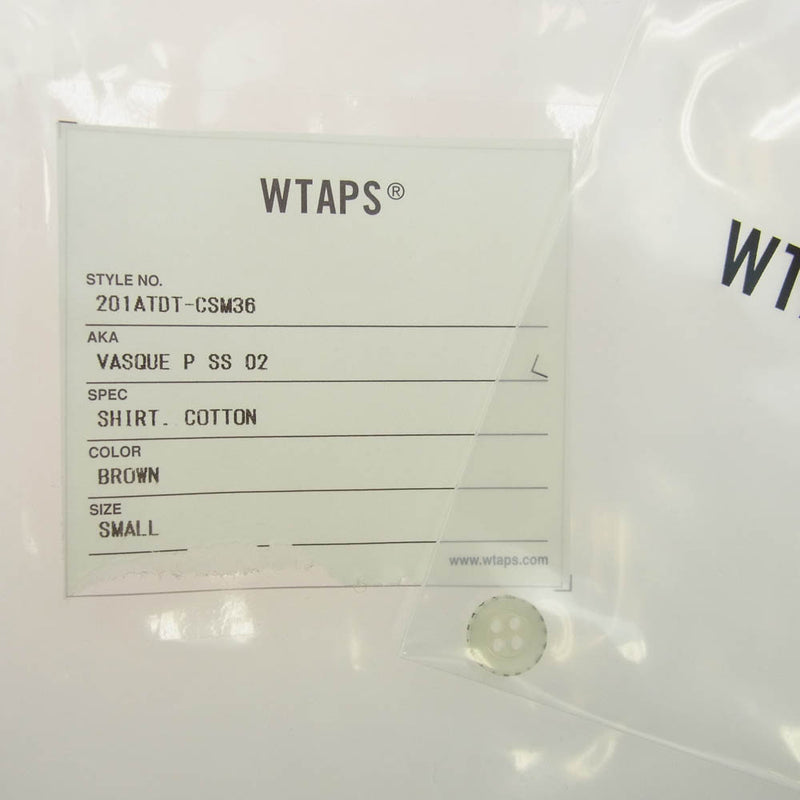 WTAPS®
STYLE NO.
201ATDT-CSM36
AKA
VASQUE P SS 02
SPEC
SHIRT. COTTON
COLOR
BROWN
SIZE
SMALL
www.wtaps.com
WT